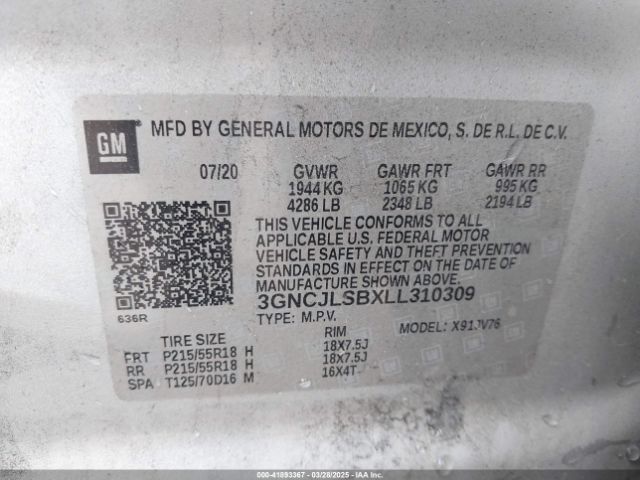 GM
MFD BY GENERAL MOTORS DE MEXICO, S. DE R.L. DE C.V.
07/20 GVWR GAWR FRT GAWR RR
1944 KG 1065 KG 995 KG
4286 LB 2348 LB 2194 LB
THIS VEHICLE CONFORMS TO ALL
APPLICABLE U.S. FEDERAL MOTOR
VEHICLE SAFETY AND THEFT
PREVENTION STANDARDS IN
EFFECT ON THE DATE OF
MANUFACTURE SHOWN ABOVE.
3GNCJLSBXLL310309
636R TYPE: M.P.V. MODEL: X91JV76
TIRE SIZE RIM
FRT P215/55R18 H 18X7.5J
RR P215/55R18 H 18X7.5J
SPA T125/70D16 M 16X4T
000-41893367 | 03/28/2025 - IAAI.COM